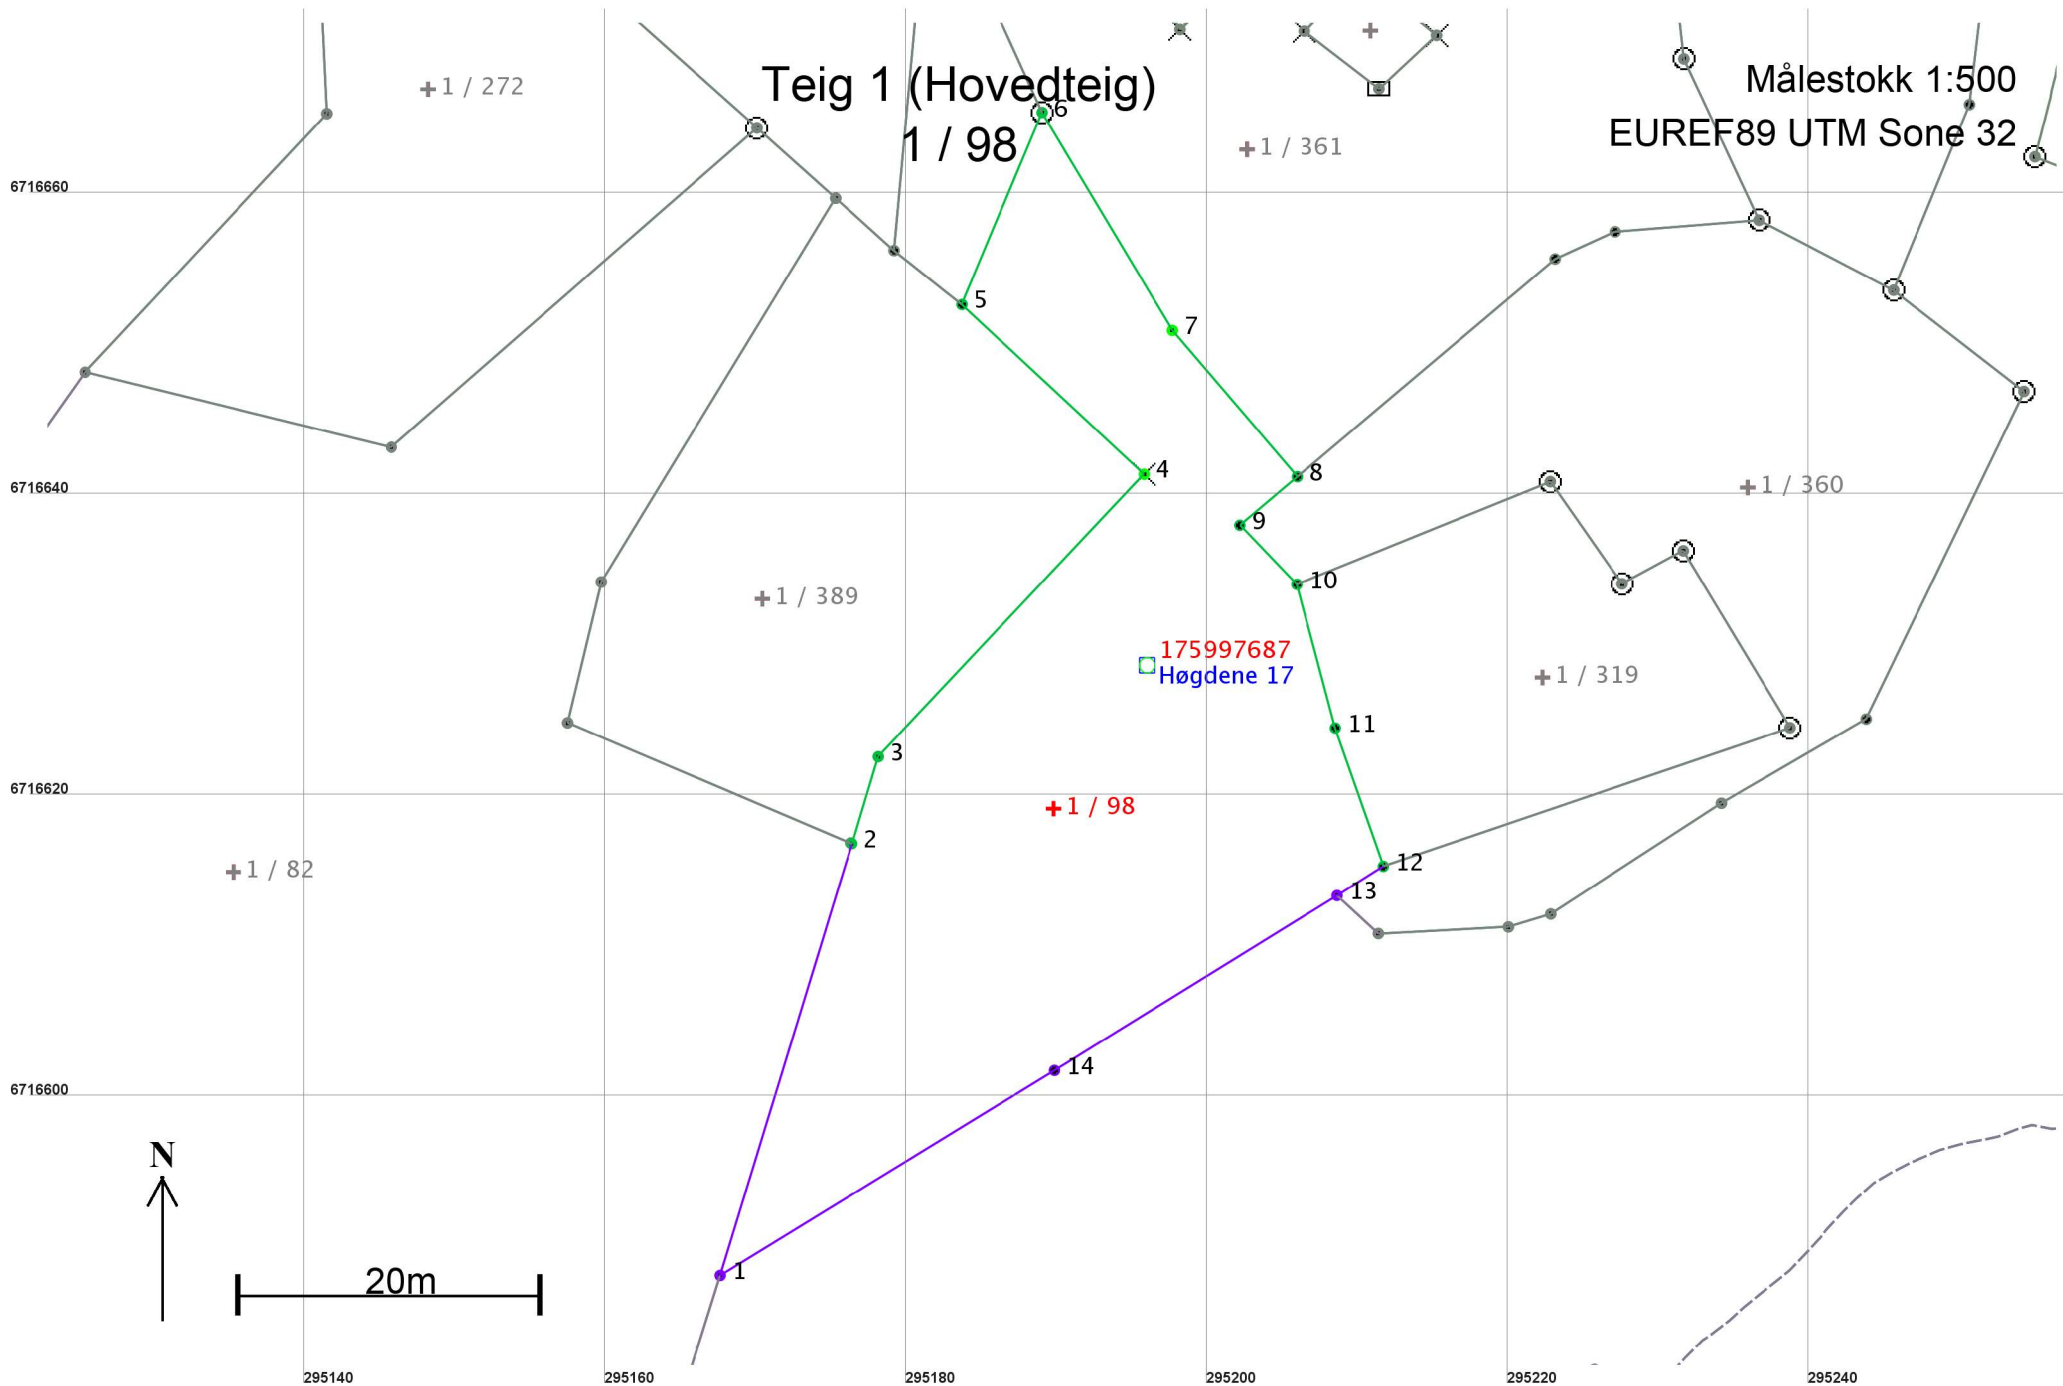 Teig 1 (Hovedteig)
1 / 98
Målestokk 1:500
EUREF89 UTM Sone 32
1 / 272
6
1 / 361
6716660
5
7
4
8
6716640
1 / 360
9
10
1 / 389
175997687
Høgdene 17
1 / 319
11
3
6716620
1 / 98
2
12
1 / 82
13
14
6716600
N
1
20m
295140
295160
295180
295200
295220
295240